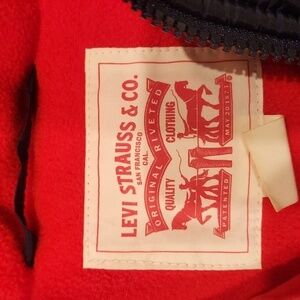 LEVI STRAUSS & CO.
SAN FRANCISCO
CAL.
ORIGINAL RIVETED
QUALITY CLOTHING
PATENTED
MAY 20 1873